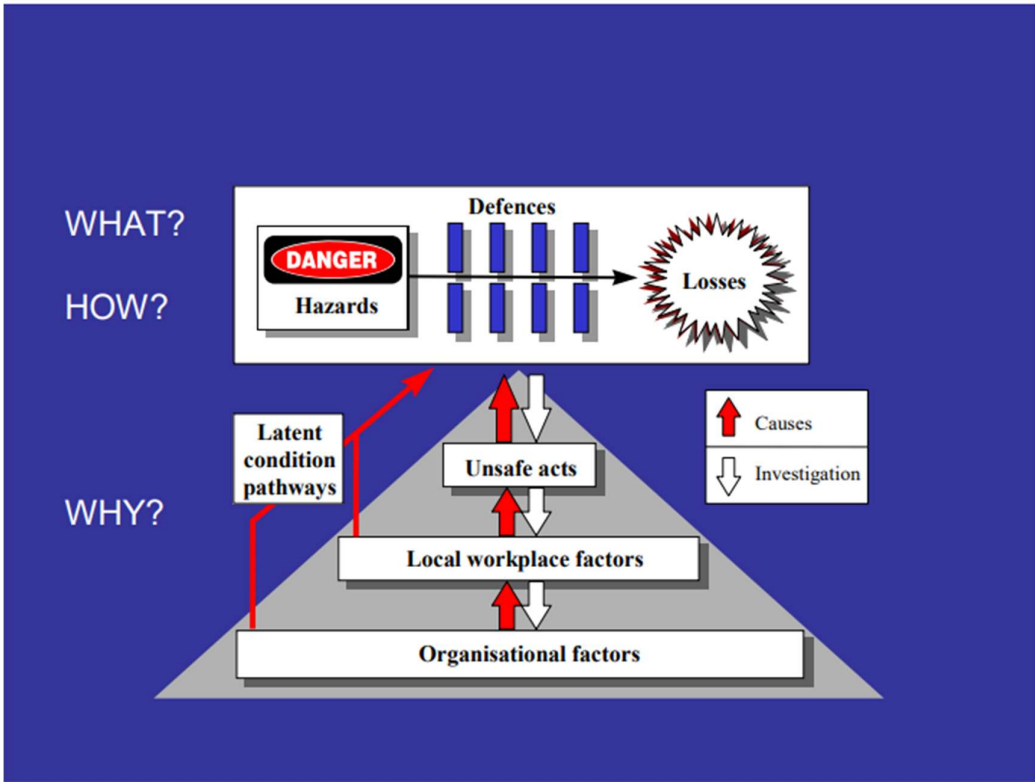 WHAT?
HOW?
WHY?
Defences
DANGER
Hazards
Losses
Latent
condition
pathways
Unsafe acts
Local workplace factors
Organisational factors
Causes
Investigation